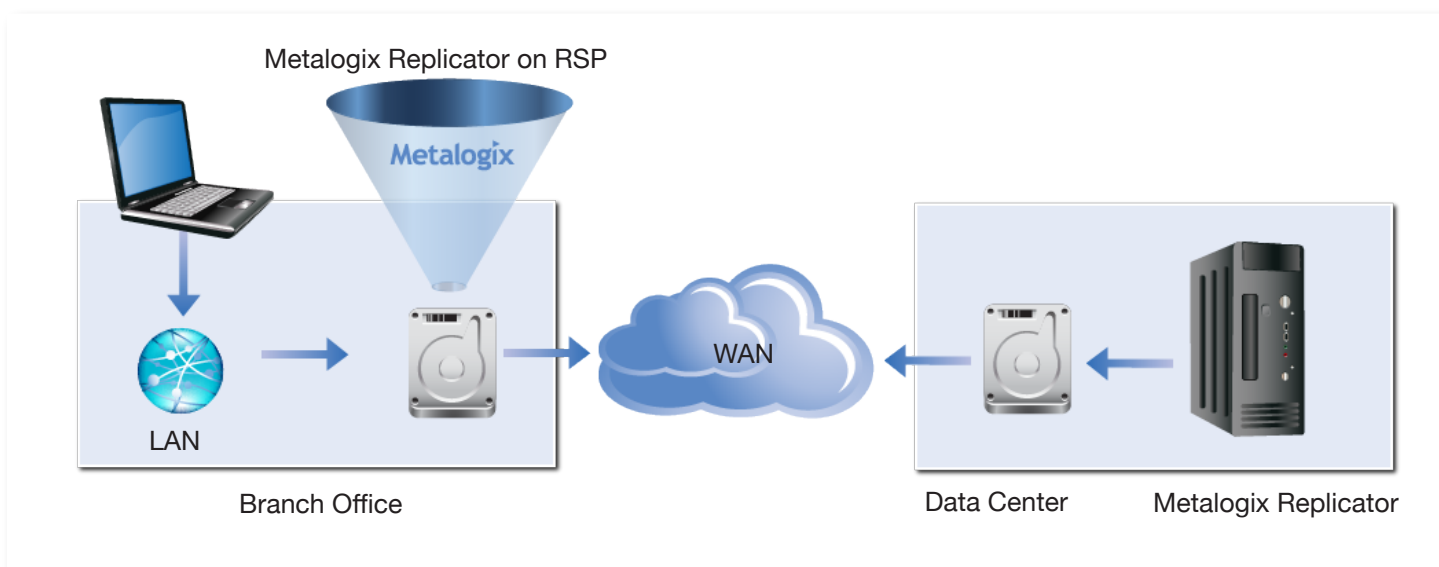 Metalogix Replicator on RSP
Metalogix
WAN
LAN
Branch Office
Data Center
Metalogix Replicator